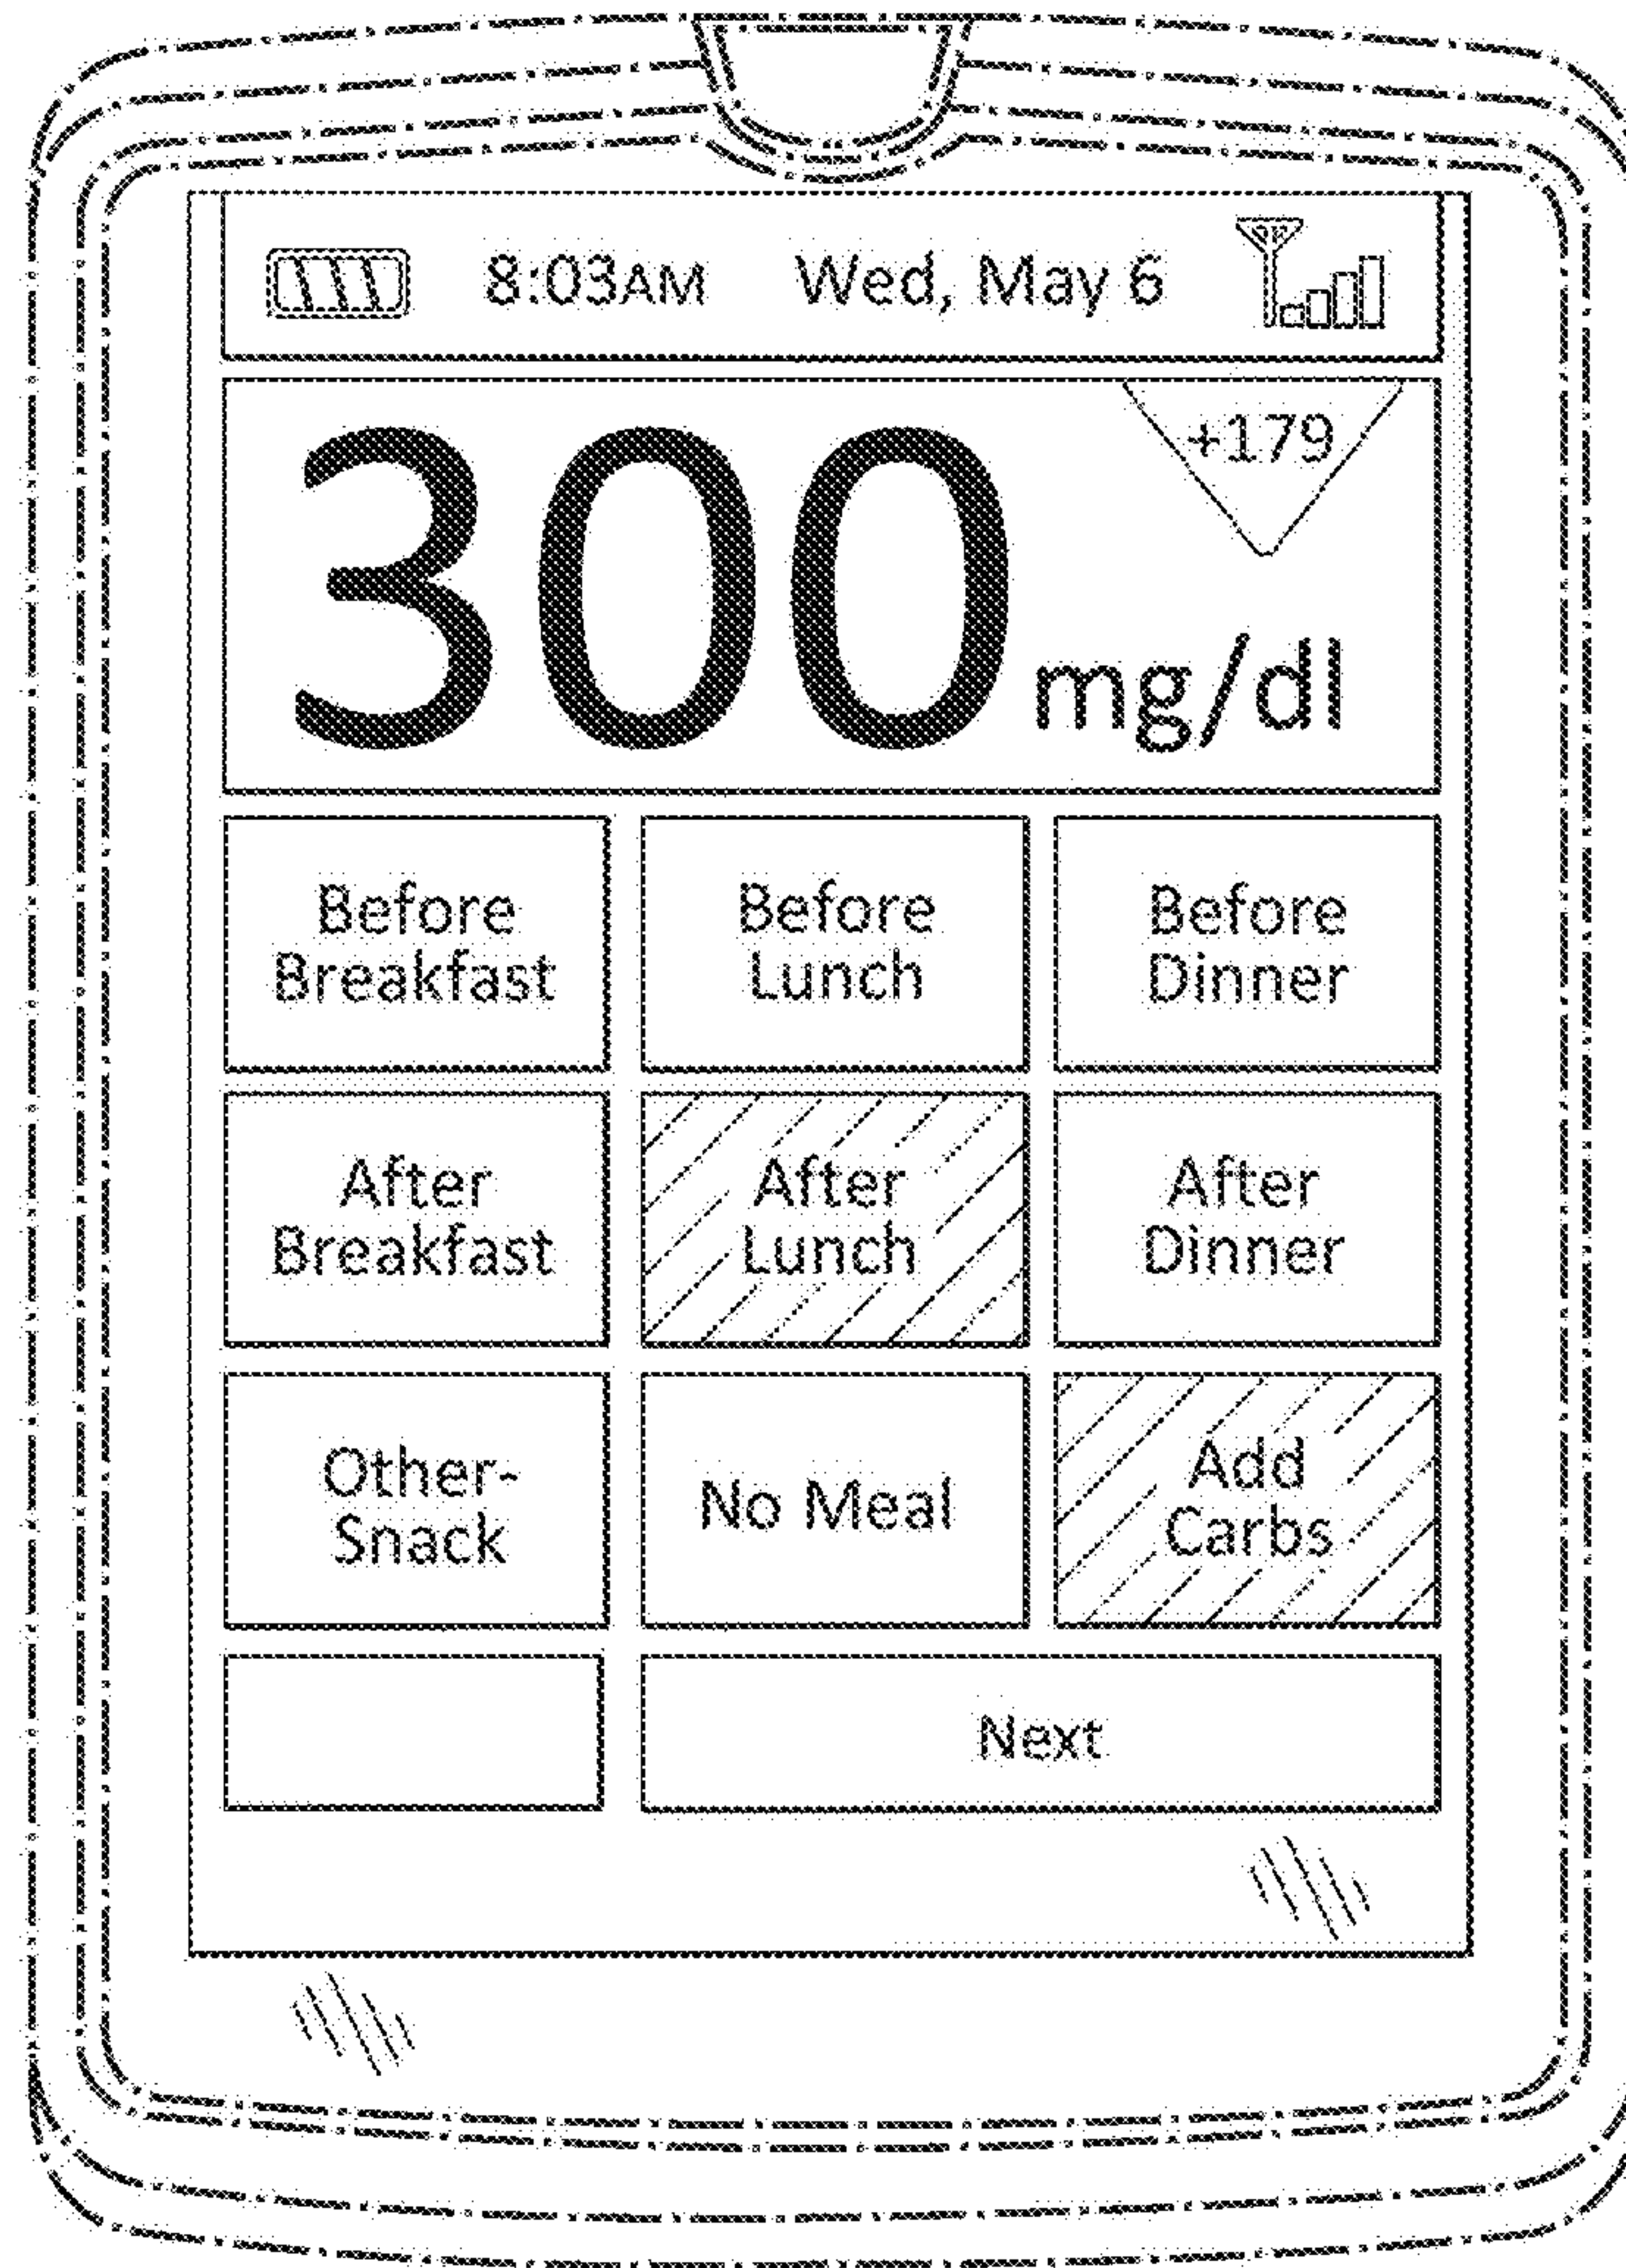 8:03AM Wed, May 6
+179
300 mg/dl
Before
Breakfast
Before
Lunch
Before
Dinner
After
Breakfast
After
Lunch
After
Dinner
Other-
Snack
No Meal
Add
Carbs
Next